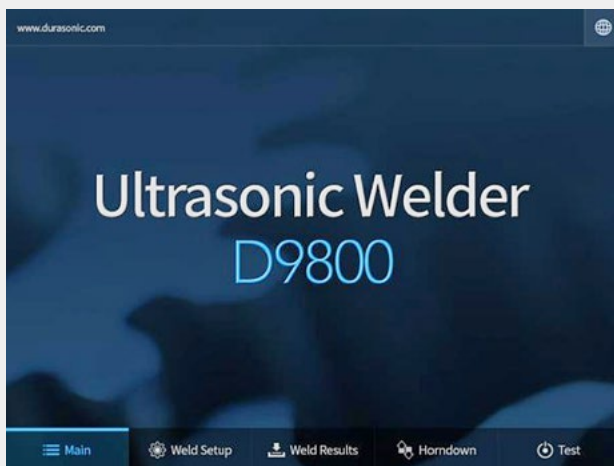 www.durasonic.com
Ultrasonic Welder
D9800
Main
Weld Setup
Weld Results
Horndown
Test